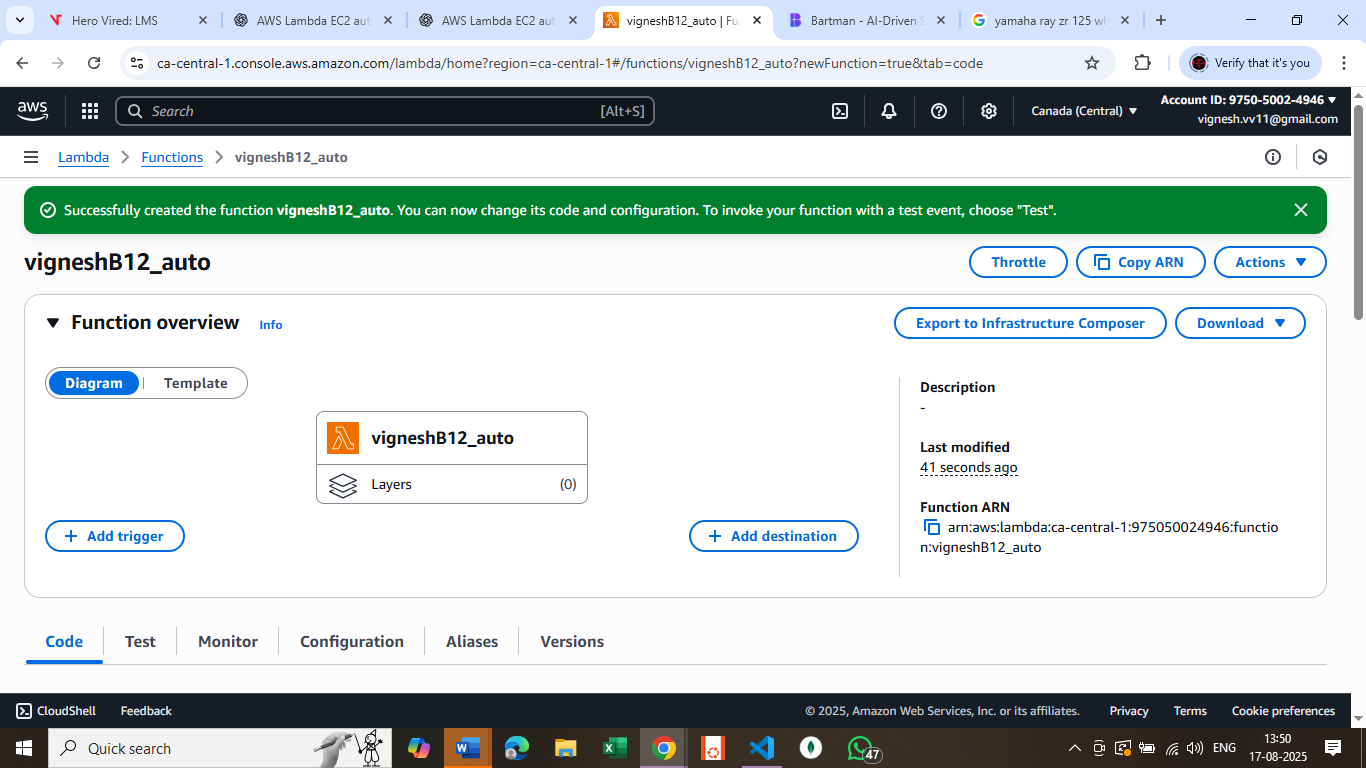 Hero Vired: LMS
AWS Lambda EC2 aut
AWS Lambda EC2 aut
vigneshB12_auto | Fu
Bartman - AI-Driven S
yamaha ray zr 125 wh
ca-central-1.console.aws.amazon.com/lambda/home?region=ca-central-1#/functions/vigneshB12_auto?newFunction=true&tab=code
Verify that it's you
aws
Search
[Alt+S]
Canada (Central)
Account ID: 9750-5002-4946
vignesh.vv11@gmail.com
Lambda
Functions
vigneshB12_auto
Successfully created the function vigneshB12_auto. You can now change its code and configuration. To invoke your function with a test event, choose "Test".
vigneshB12_auto
Throttle
Copy ARN
Actions
Function overview
Info
Export to Infrastructure Composer
Download
Diagram
Template
vigneshB12_auto
Layers
(0)
Add trigger
Add destination
Description
-
Last modified
41 seconds ago
Function ARN
arn:aws:lambda:ca-central-1:975050024946:functio
n:vigneshB12_auto
Code
Test
Monitor
Configuration
Aliases
Versions
CloudShell
Feedback
© 2025, Amazon Web Services, Inc. or its affiliates.
Privacy
Terms
Cookie preferences
Quick search
47
ENG
13:50
17-08-2025